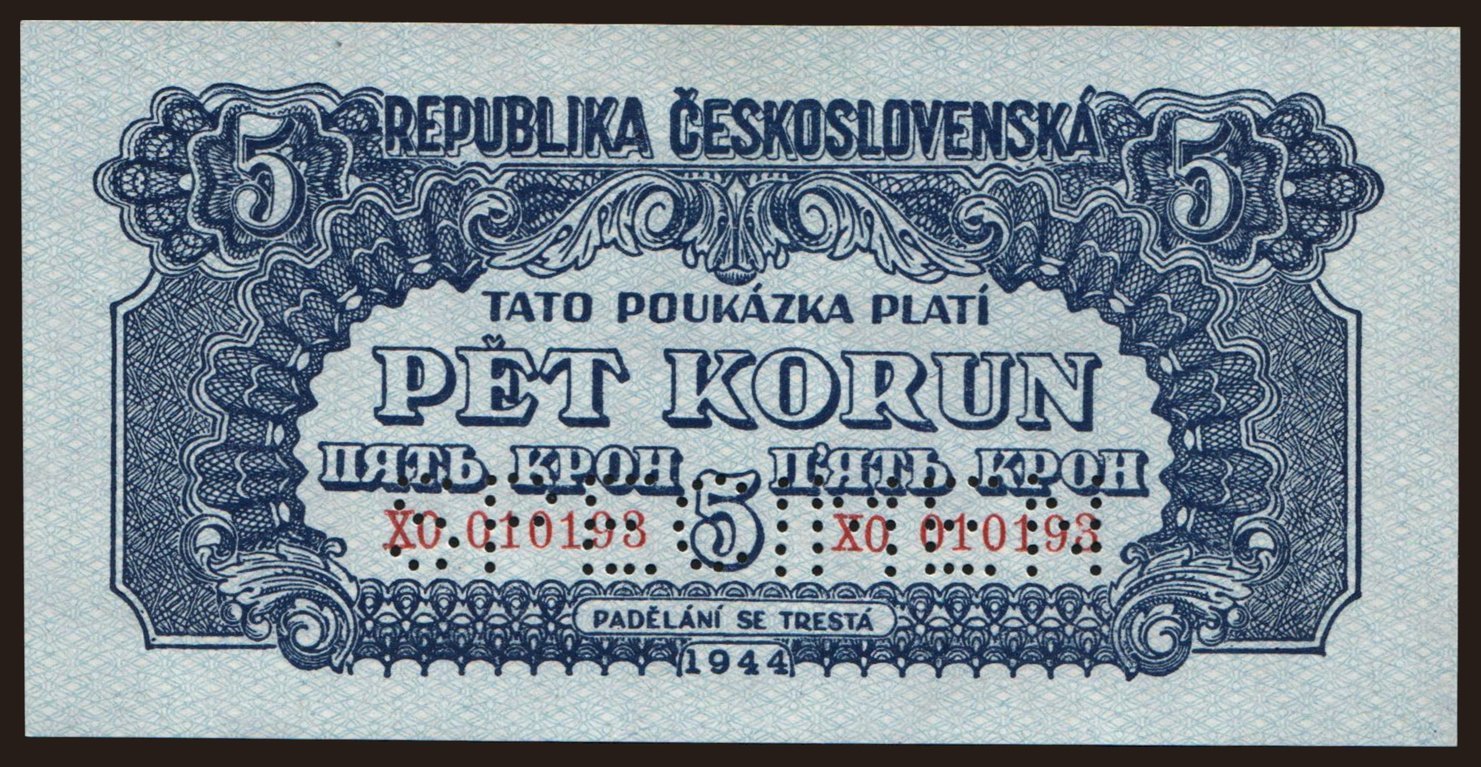 5 REPUBLIKA ČESKOSLOVENSKÁ 5
TATO POUKÁZKA PLATÍ
PĚT KORUN
ПЯТЬ КРОН П'ЯТЬ КРОН
XO 010193 5 XO 010193
SPECIMEN
PADĚLÁNÍ SE TRESTÁ
1944